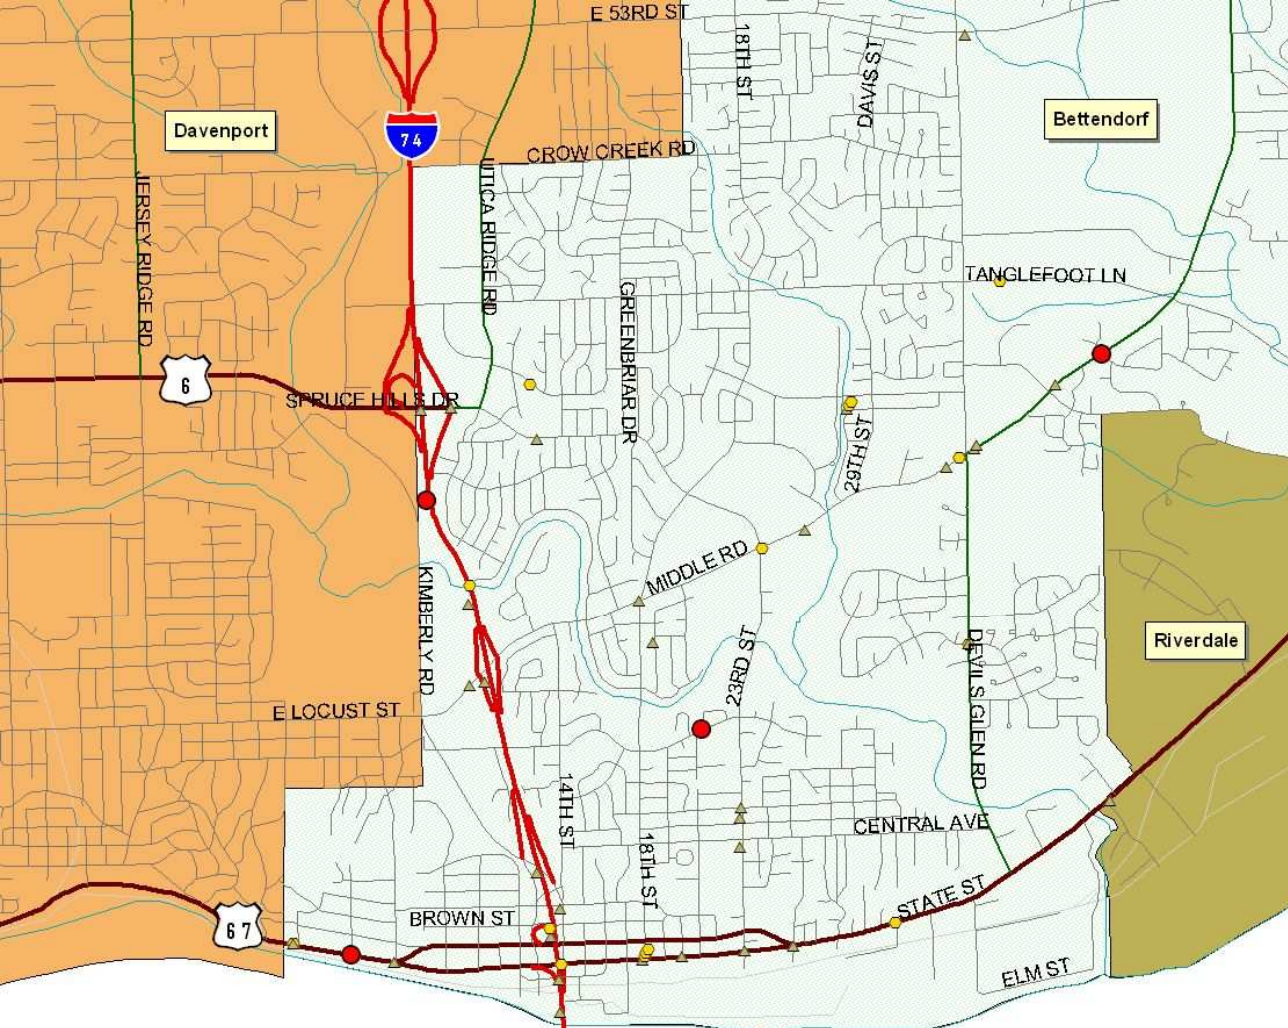 E 53RD ST
18TH ST
DAVIS ST
Davenport
Bettendorf
74
CROW CREEK RD
JERSEY RIDGE RD
UTICA RIDGE RD
TANGLEFOOT LN
GREENBRIAR DR
6
SPRUCE HILLS DR
29TH ST
MIDDLE RD
KIMBERLY RD
23RD ST
DEVILS GLEN RD
Riverdale
E LOCUST ST
14TH ST
18TH ST
CENTRAL AVE
STATE ST
BROWN ST
67
ELM ST